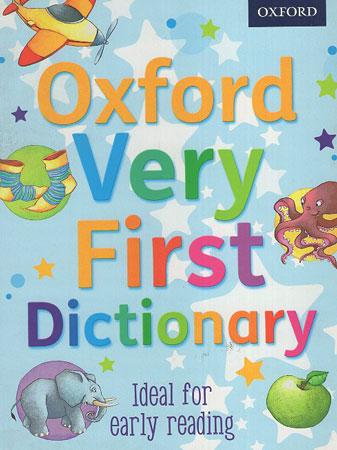 OXFORD
Oxford
Very
First
Dictionary
Ideal for
early reading